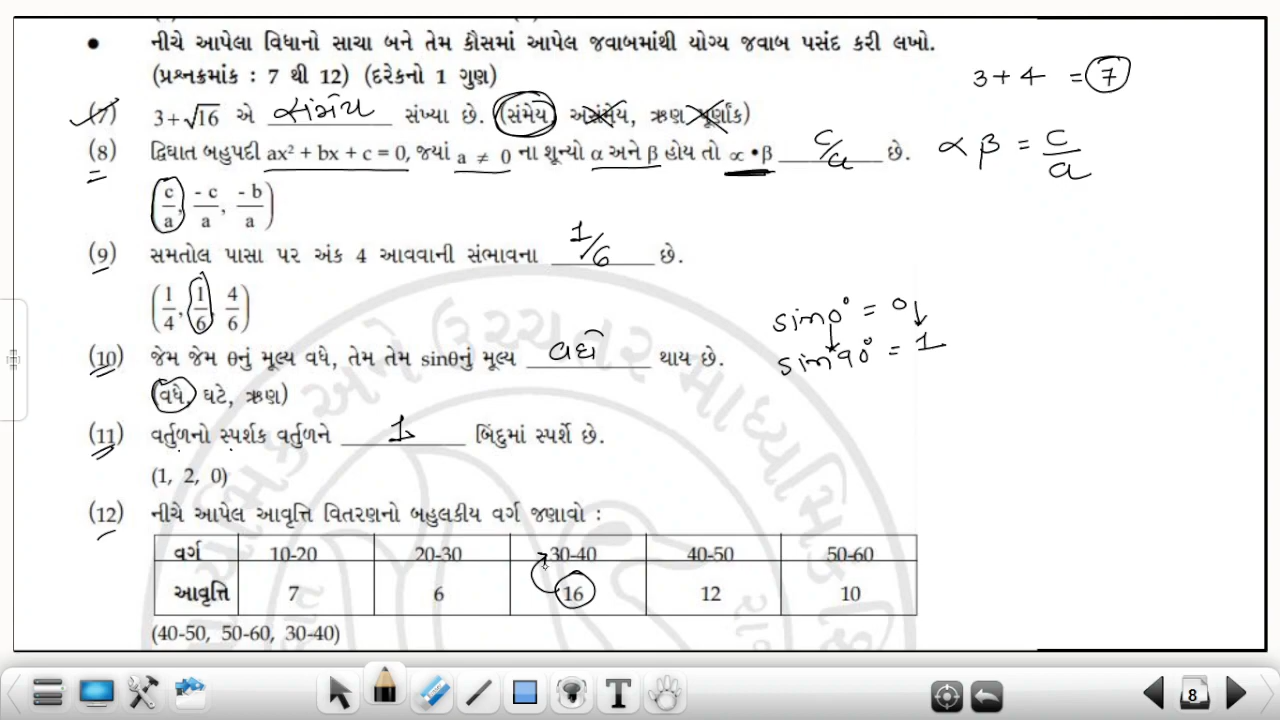 • નીચે આપેલા વિધાનો સાચા બને તેમ કૌસમાં આપેલ જવાબમાંથી યોગ્ય જવાબ પસંદ કરી લખો.
(પ્રશ્નક્રમાંક : 7 થી 12) (દરેકનો 1 ગુણ)
3 + 4 = 7
(7) 3 + √16 એ સંમેય સંખ્યા છે. (સંમેય, અસંમેય, ઋણ પૂર્ણાંક)
(8) દ્વિઘાત બહુપદી ax² + bx + c = 0, જ્યાં a ≠ 0 ના શૂન્યો α અને β હોય તો ∝ • β c/a છે.
∝ β = c/a
(c/a, -c/a, -b/a)
(9) સમતોલ પાસા પર અંક 4 આવવાની સંભાવના 1/6 છે.
(1/4, 1/6, 4/6)
sin0° = 0
sin90° = 1
(10) જેમ જેમ θનું મૂલ્ય વધે, તેમ તેમ sinθનું મૂલ્ય વધે થાય છે.
(વધે, ઘટે, ઋણ)
(11) વર્તુળનો સ્પર્શક વર્તુળને 1 બિંદુમાં સ્પર્શે છે.
(1, 2, 0)
(12) નીચે આપેલ આવૃત્તિ વિતરણનો બહુલકીય વર્ગ જણાવો :
વર્ગ 10-20 20-30 30-40 40-50 50-60
આવૃત્તિ 7 6 16 12 10
(40-50, 50-60, 30-40)
T
8